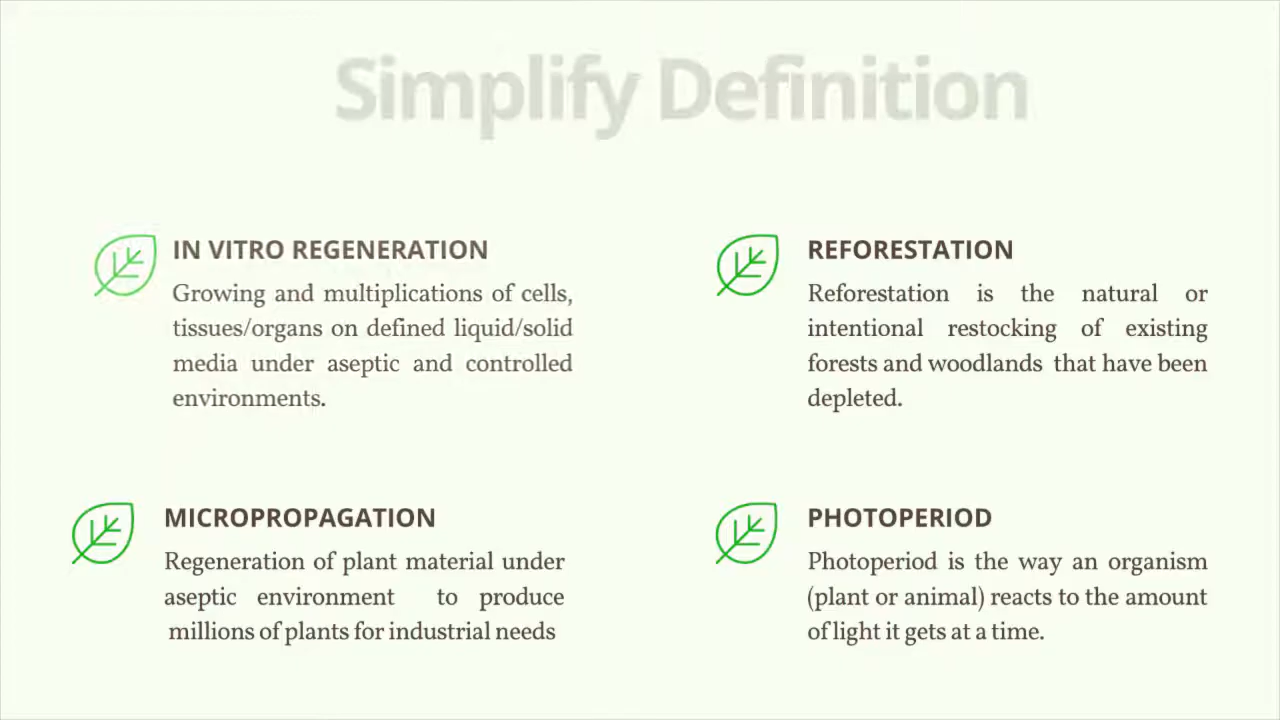 Simplify Definition
IN VITRO REGENERATION
Growing and multiplications of cells,
tissues/organs on defined liquid/solid
media under aseptic and controlled
environments.
REFORESTATION
Reforestation is the natural or
intentional restocking of existing
forests and woodlands that have been
depleted.
MICROPROPAGATION
Regeneration of plant material under
aseptic environment to produce
millions of plants for industrial needs
PHOTOPERIOD
Photoperiod is the way an organism
(plant or animal) reacts to the amount
of light it gets at a time.